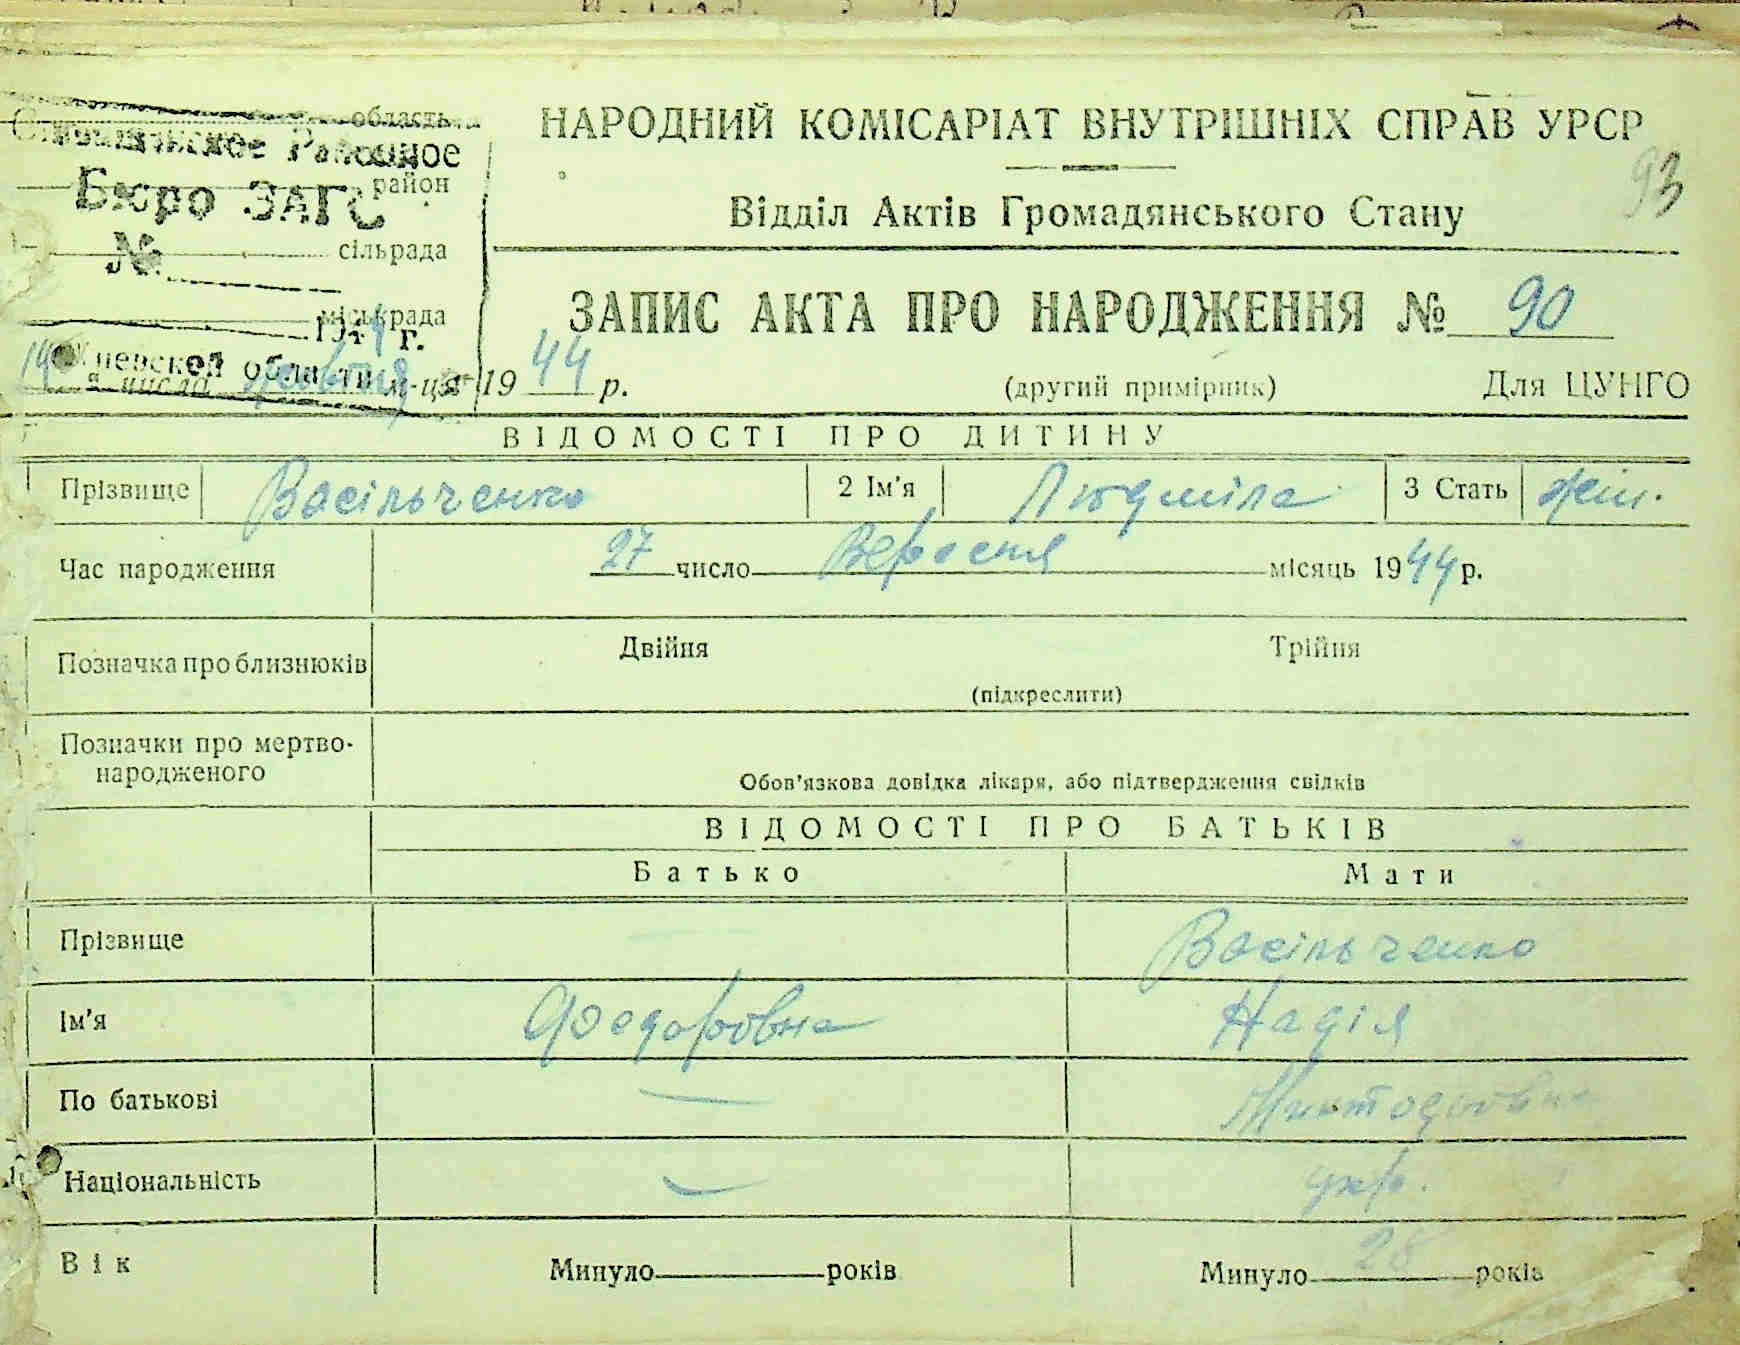 область
Районное
район
Бюро ЗАГС
№
сільрада
міськрада
194 г.
области
НАРОДНИЙ КОМІСАРІАТ ВНУТРІШНІХ СПРАВ УРСР
93
Відділ Актів Громадянського Стану
ЗАПИС АКТА ПРО НАРОДЖЕННЯ № 90
числа м-ця 1944 р. (другий примірник) Для ЦУНГО
ВІДОМОСТІ ПРО ДИТИНУ
Прізвище Васільченко 2 Ім'я Людміла 3 Стать жін.
Час народження 27 число Вересня місяць 1944 р.
Позначка про близнюків Двійня Трійня
(підкреслити)
Позначки про мертво-
народженого
Обов'язкова довідка лікаря, або підтвердження свідків
ВІДОМОСТІ ПРО БАТЬКІВ
Батько Мати
Прізвище Васільченко
Ім'я Федоровна Надія
По батькові
Національність укр.
Вік Минуло років Минуло 28 років